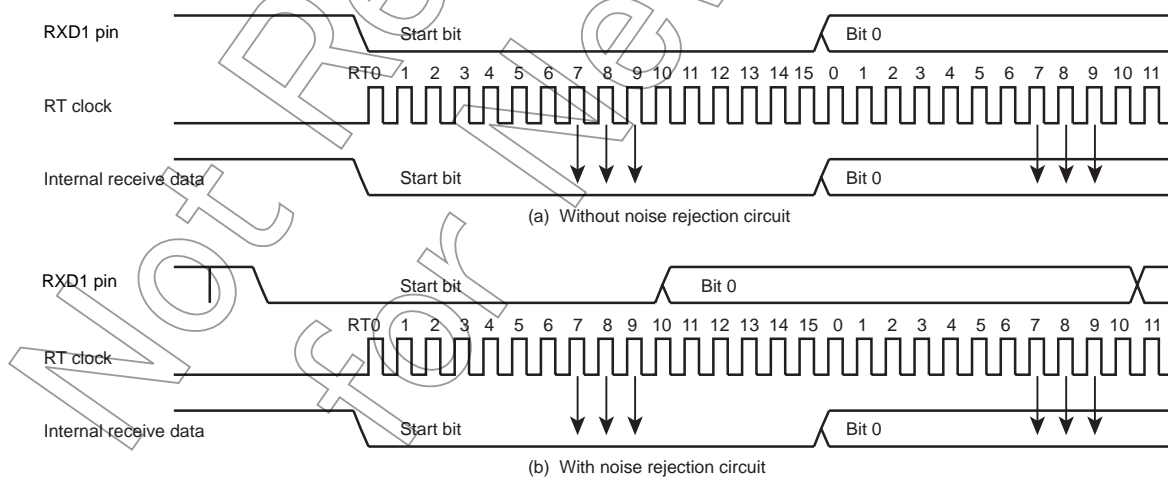 RXD1 pin Start bit Bit 0
RT0 1 2 3 4 5 6 7 8 9 10 11 12 13 14 15 0 1 2 3 4 5 6 7 8 9 10 11
RT clock
Internal receive data Start bit Bit 0
(a) Without noise rejection circuit
RXD1 pin Start bit Bit 0
RT0 1 2 3 4 5 6 7 8 9 10 11 12 13 14 15 0 1 2 3 4 5 6 7 8 9 10 11
RT clock
Internal receive data Start bit Bit 0
(b) With noise rejection circuit
Not Re
for Ne